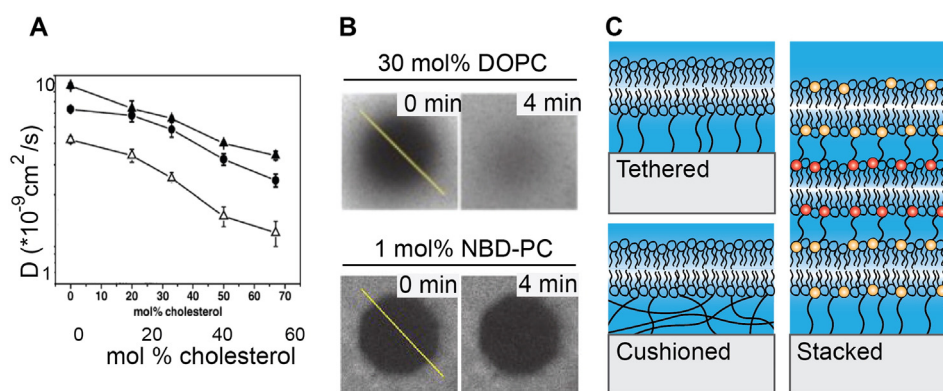 A
10
1
D (*10⁻⁹cm²/s)
0 10 20 30 40 50 60 70
mol% cholesterol
0 20 40 60
mol % cholesterol
B
30 mol% DOPC
0 min 4 min
1 mol% NBD-PC
0 min 4 min
C
Tethered
Cushioned
Stacked